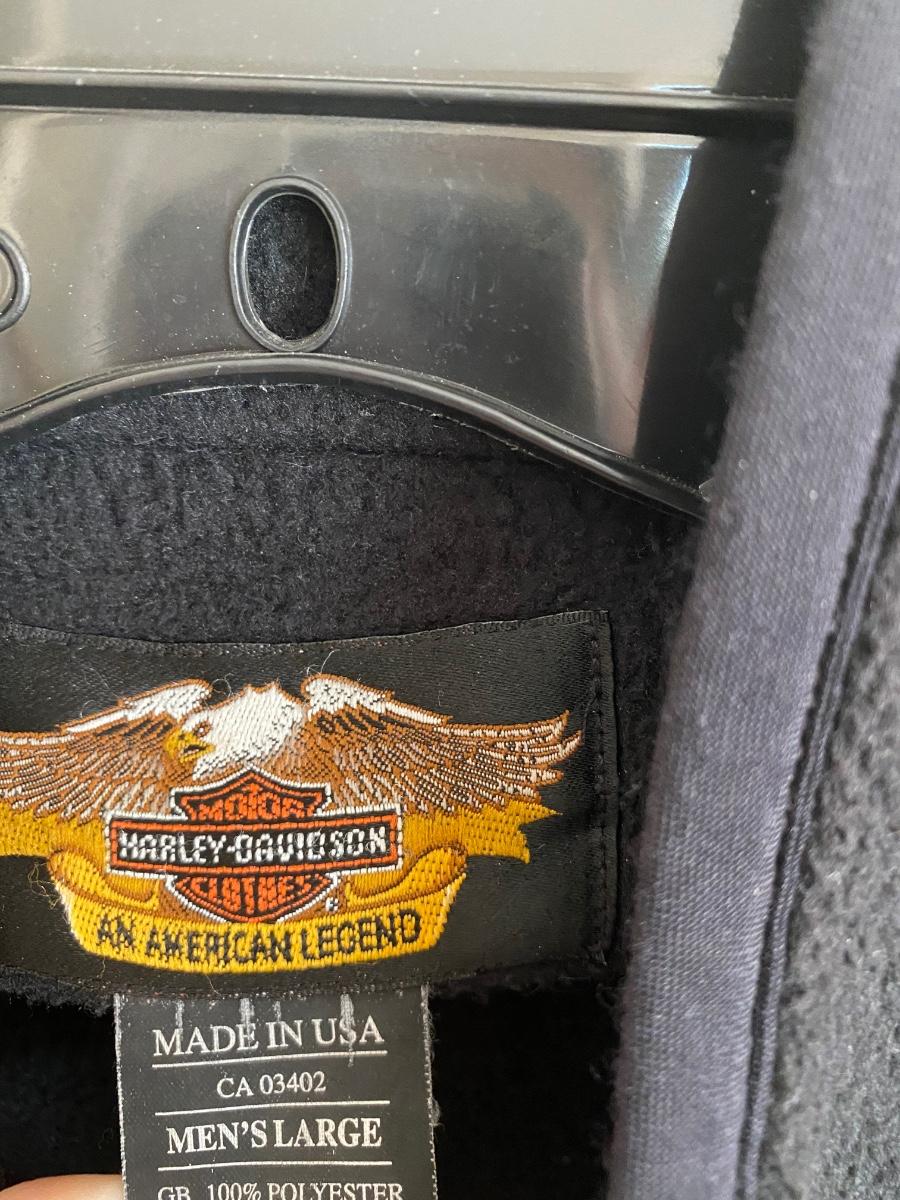 MOTOR
HARLEY-DAVIDSON
CLOTHES
®
AN AMERICAN LEGEND
MADE IN USA
CA 03402
MEN'S LARGE
GB 100% POLYESTER